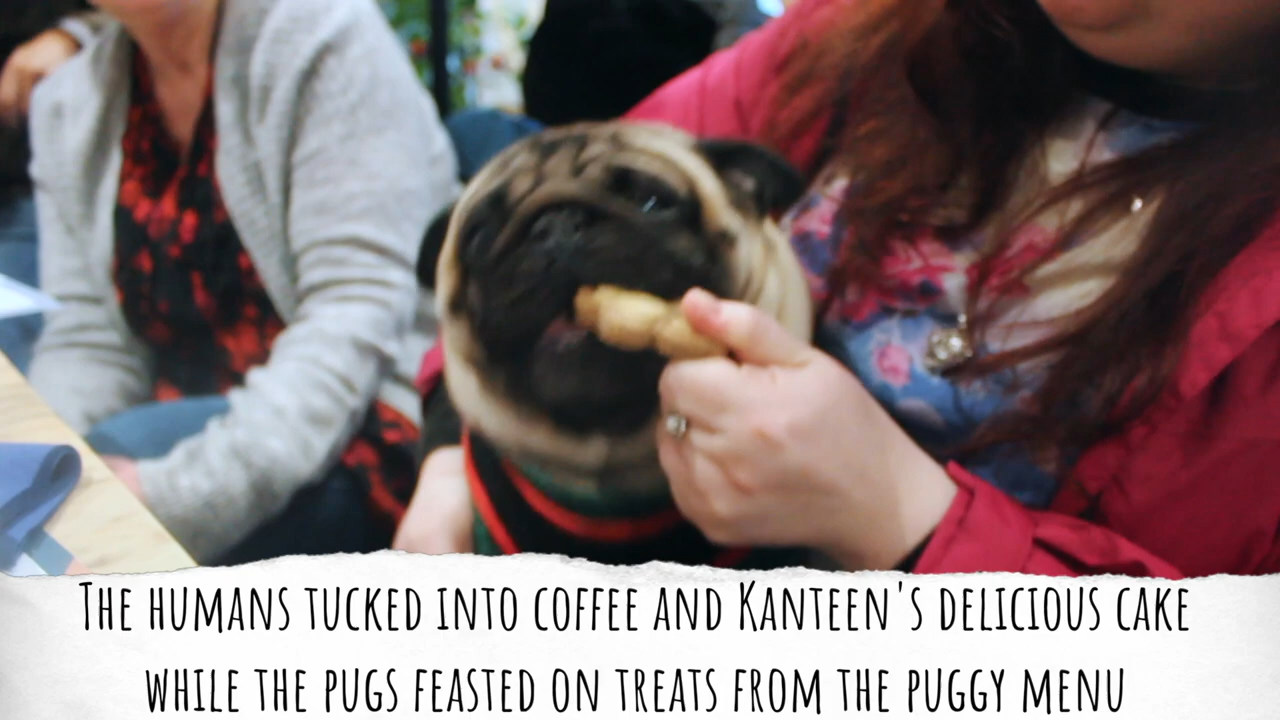 The humans tucked into coffee and Kanteen's delicious cake
while the pugs feasted on treats from the puggy menu